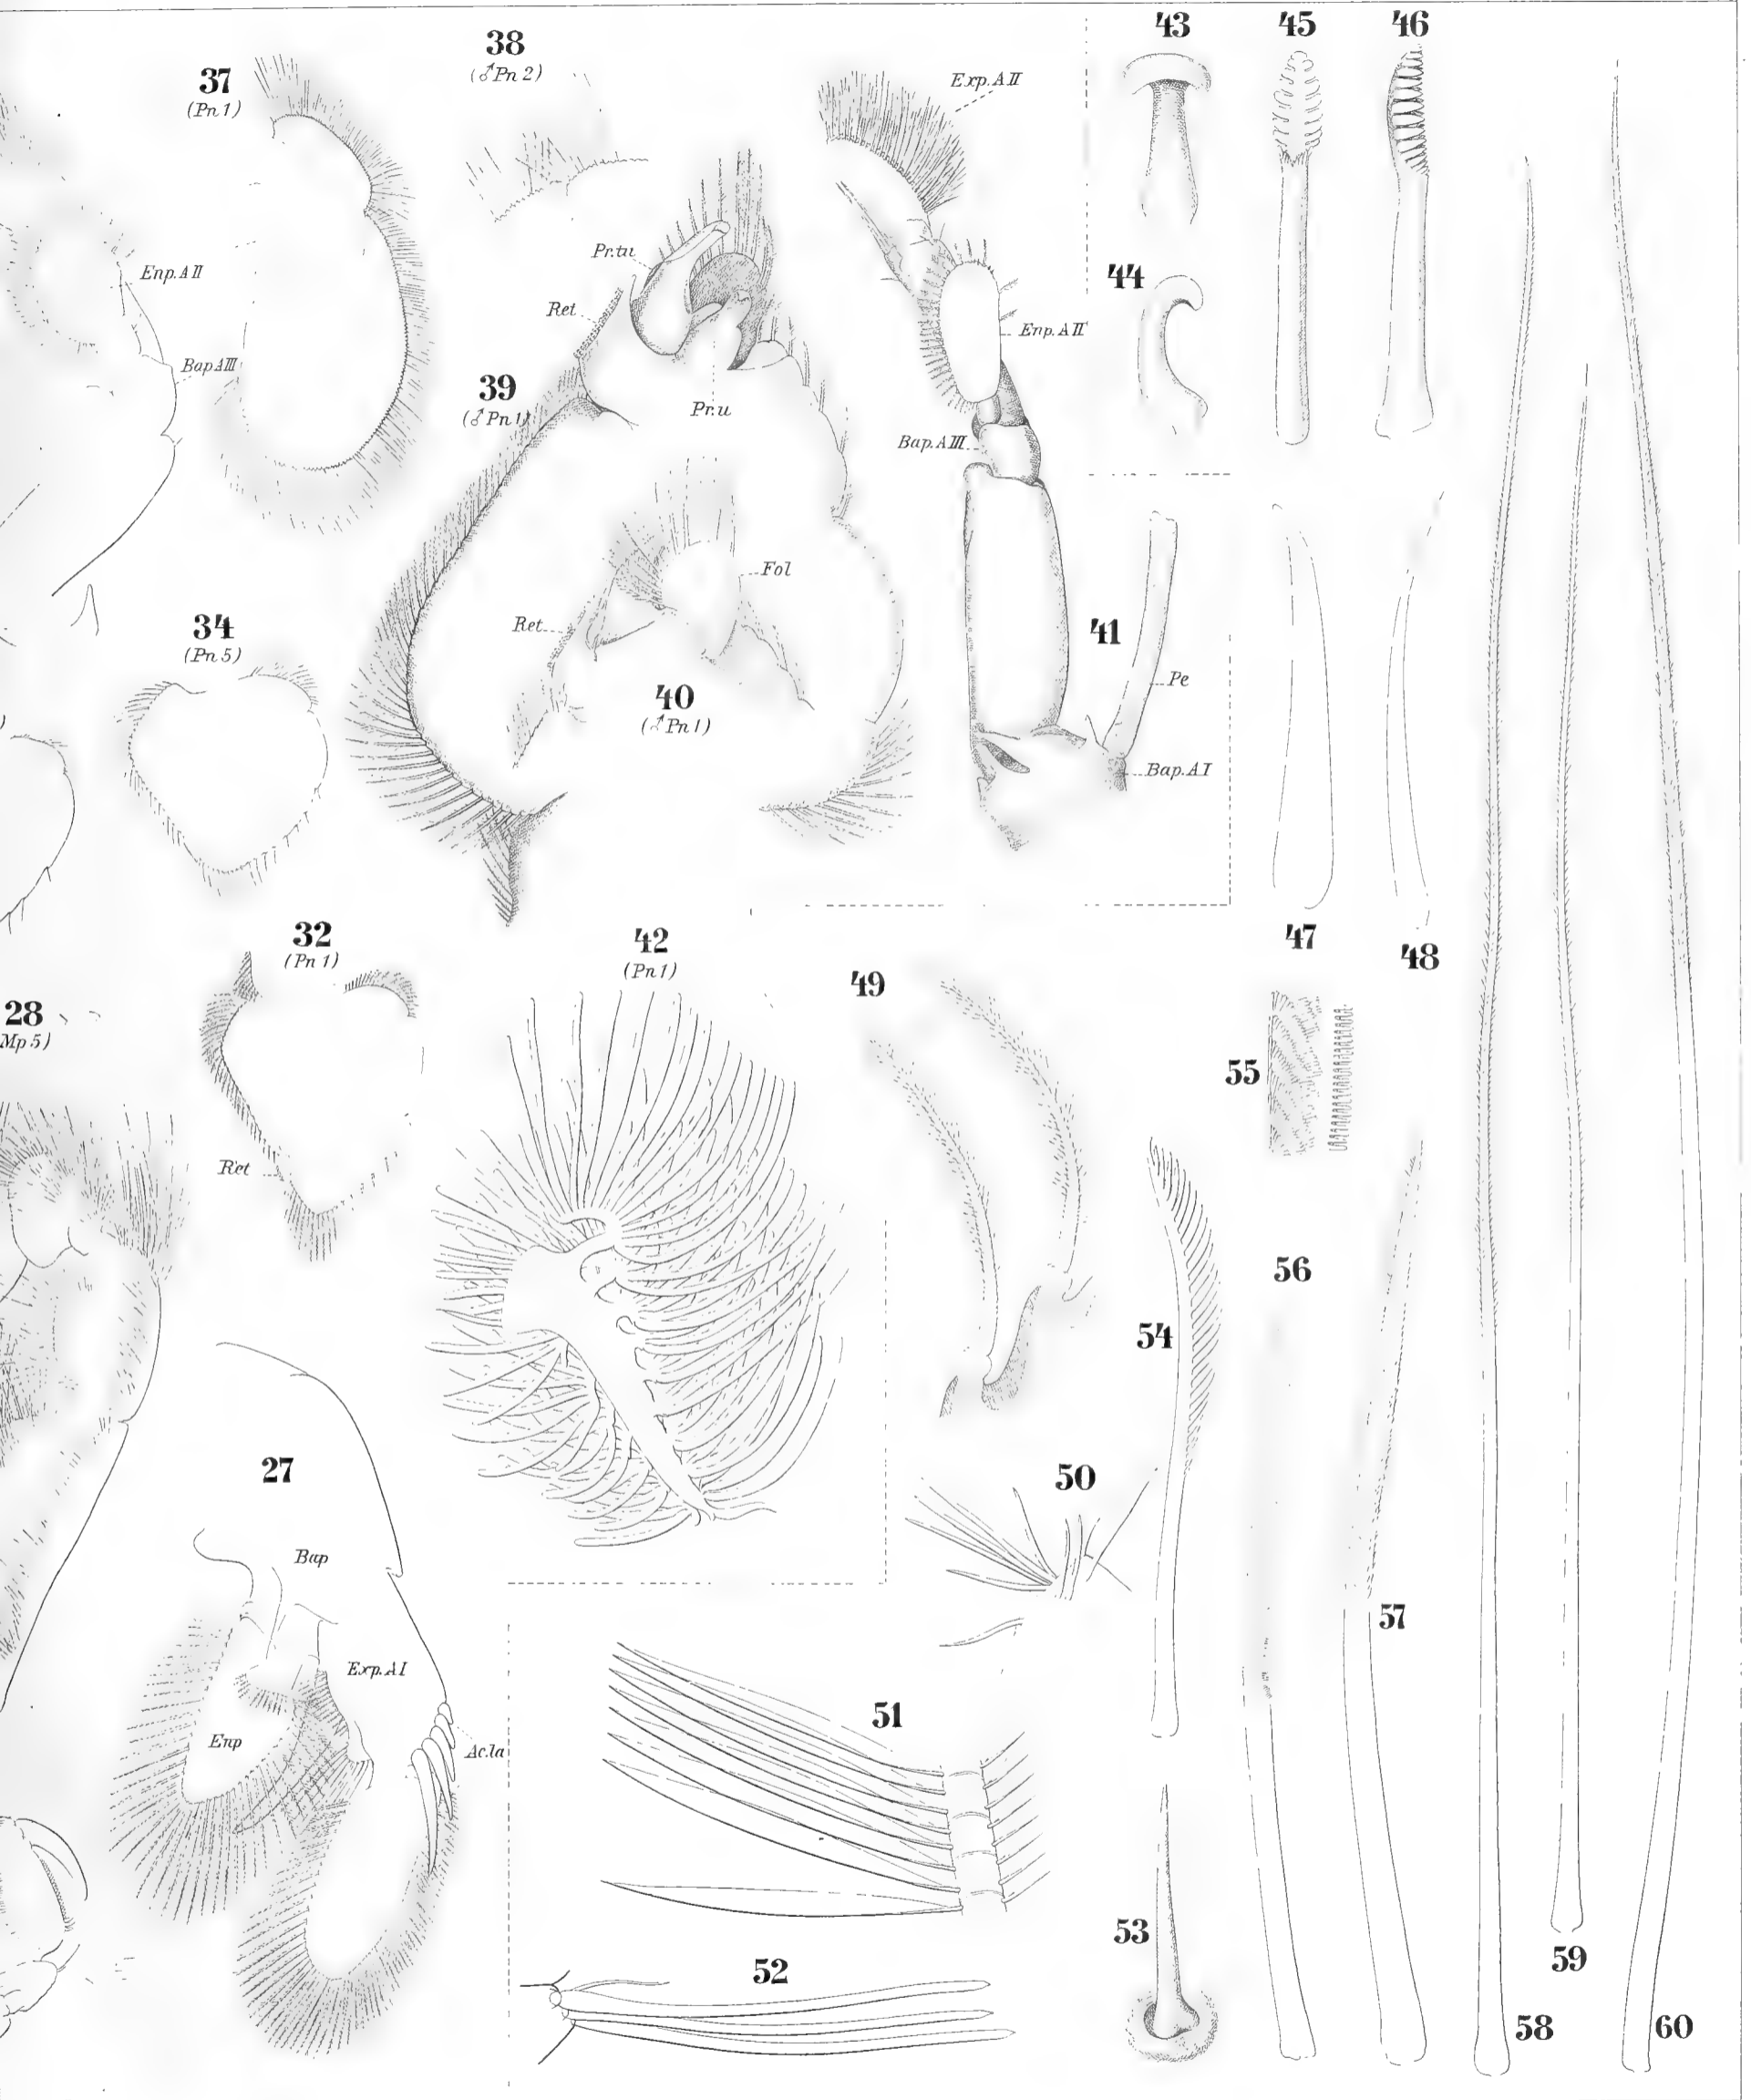 37
(Pn 1)
38
(♂Pn 2)
Exp.A II
43
45
46
Enp.A II
Bap.A III
Pr.tu
Ret
Pr.u
39
(♂Pn 1)
Enp.A II
Bap.A III
44
34
(Pn 5)
Fol
Ret
40
(♂Pn 1)
41
Pe
Bap.A I
32
(Pn 1)
Ret
42
(Pn 1)
49
47
48
28
Mp 5)
55
56
54
27
Bap
Exp.A I
Enp
Ac.la
50
57
51
52
53
59
58
60